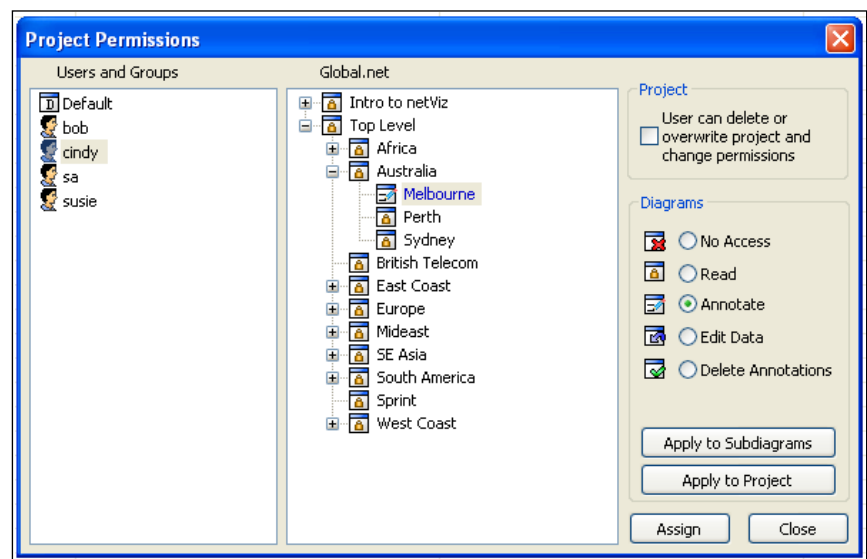 Project Permissions
Users and Groups
D Default
bob
cindy
sa
susie
Global.net
Intro to netViz
Top Level
Africa
Australia
Melbourne
Perth
Sydney
British Telecom
East Coast
Europe
Mideast
SE Asia
South America
Sprint
West Coast
Project
User can delete or
overwrite project and
change permissions
Diagrams
No Access
Read
Annotate
Edit Data
Delete Annotations
Apply to Subdiagrams
Apply to Project
Assign
Close